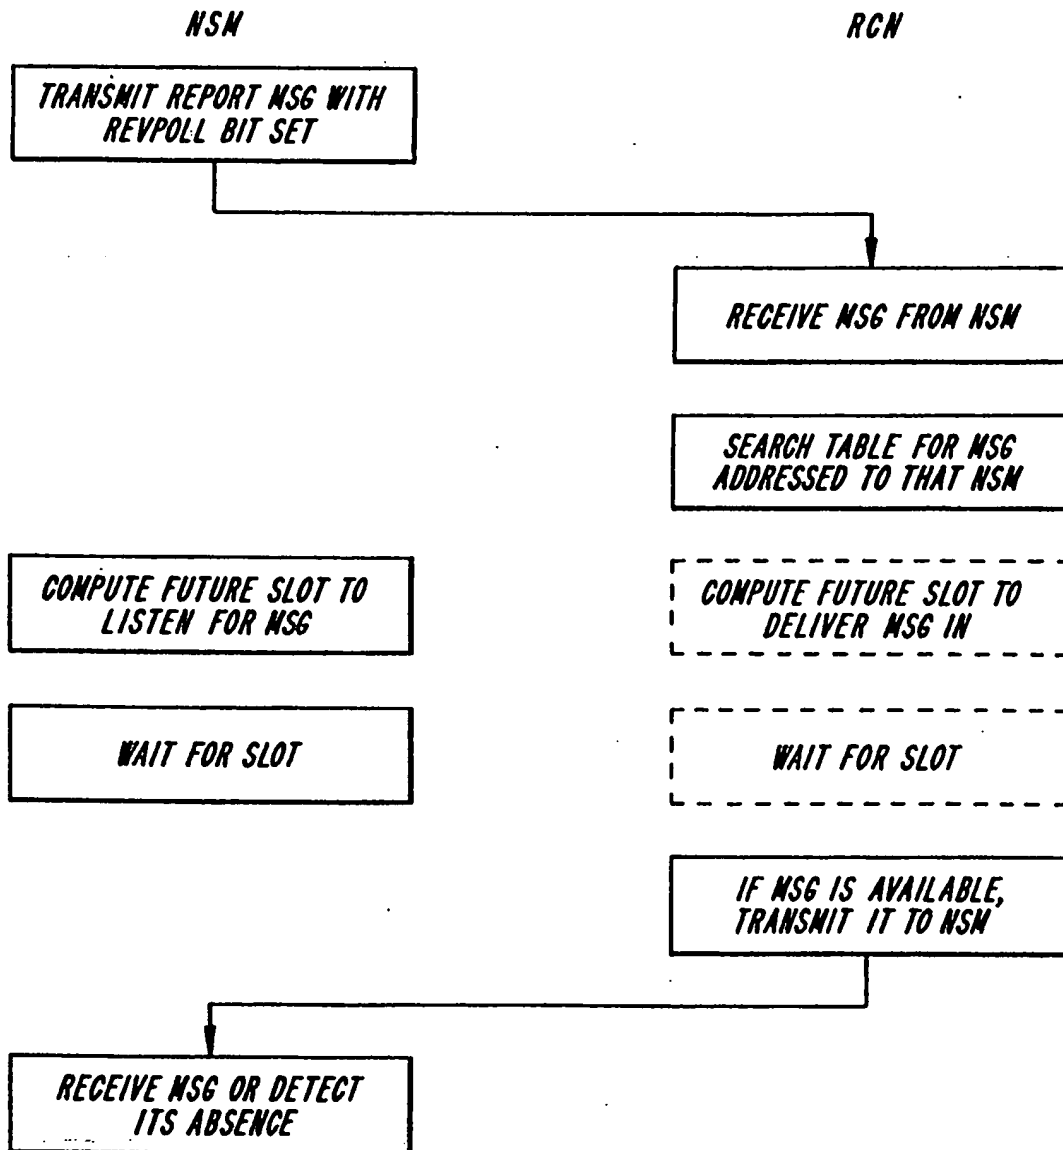 NSM
RCN
TRANSMIT REPORT MSG WITH
REVPOLL BIT SET
RECEIVE MSG FROM NSM
SEARCH TABLE FOR MSG
ADDRESSED TO THAT NSM
COMPUTE FUTURE SLOT TO
LISTEN FOR MSG
COMPUTE FUTURE SLOT TO
DELIVER MSG IN
WAIT FOR SLOT
WAIT FOR SLOT
IF MSG IS AVAILABLE,
TRANSMIT IT TO NSM
RECEIVE MSG OR DETECT
ITS ABSENCE